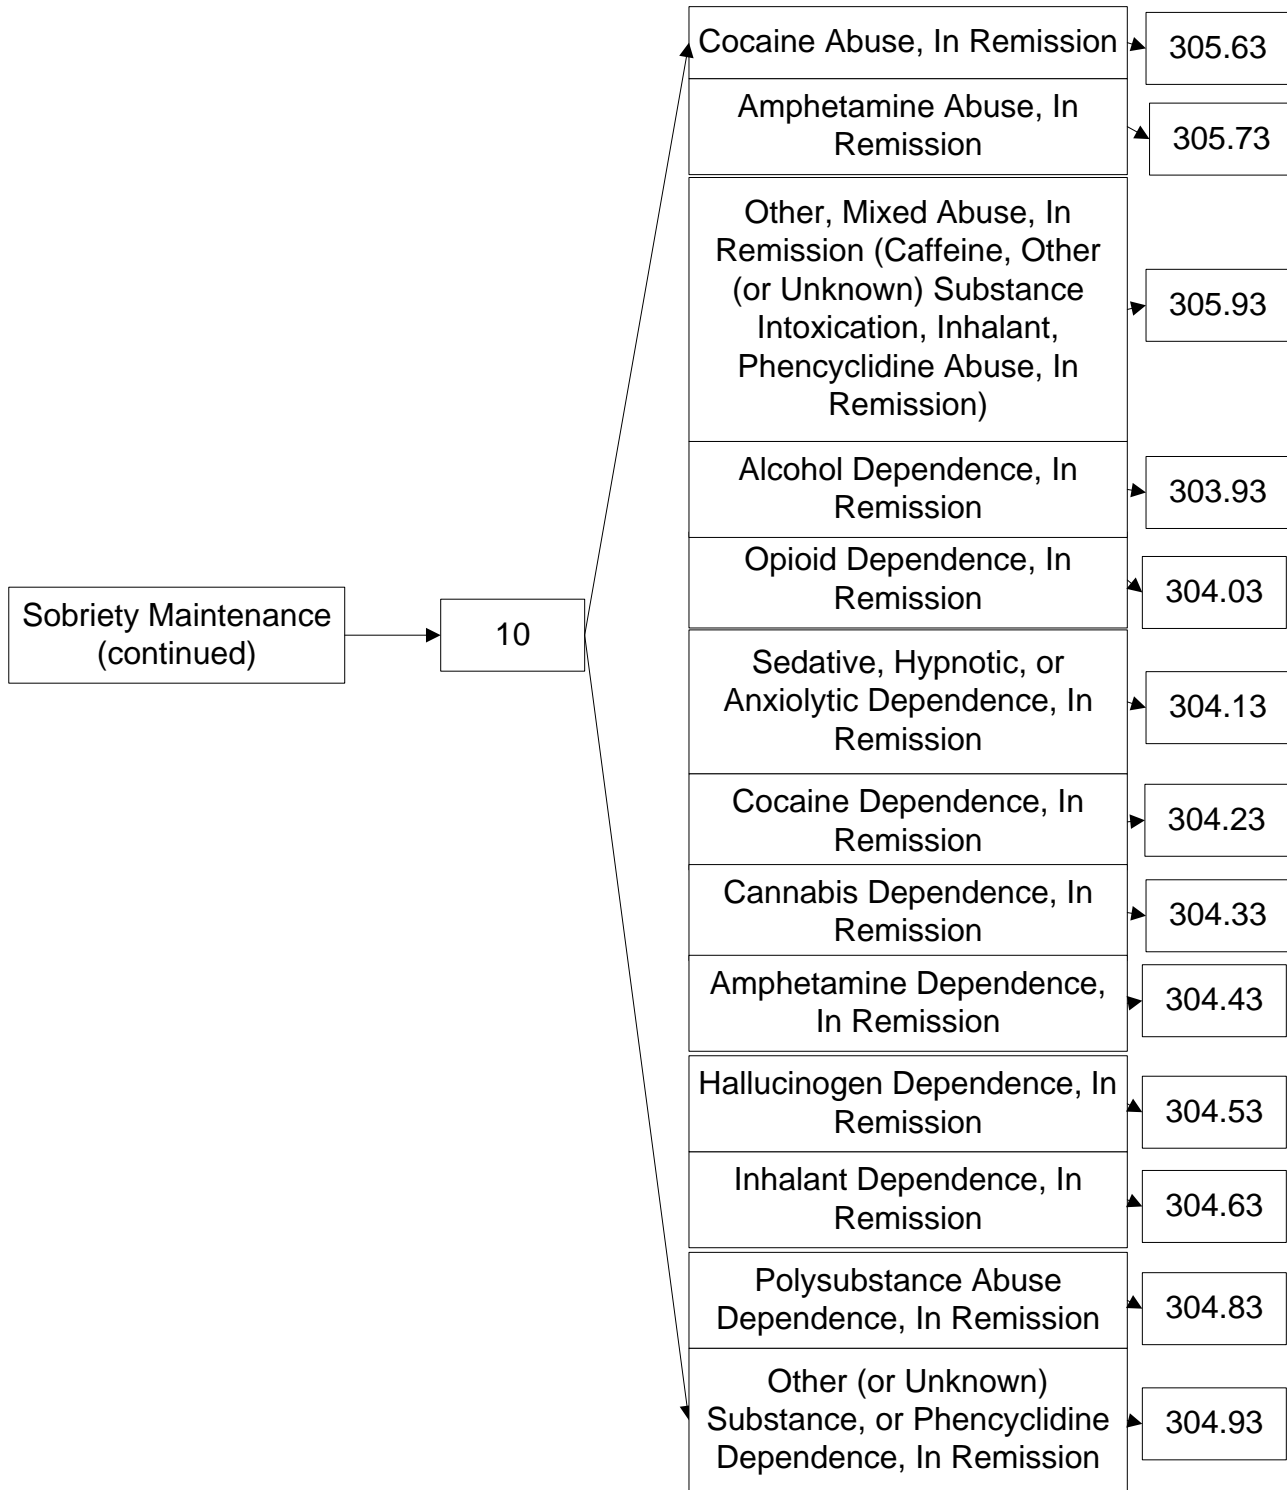 Sobriety Maintenance
(continued)
10
Cocaine Abuse, In Remission
305.63
Amphetamine Abuse, In
Remission
305.73
Other, Mixed Abuse, In
Remission (Caffeine, Other
(or Unknown) Substance
Intoxication, Inhalant,
Phencyclidine Abuse, In
Remission)
305.93
Alcohol Dependence, In
Remission
303.93
Opioid Dependence, In
Remission
304.03
Sedative, Hypnotic, or
Anxiolytic Dependence, In
Remission
304.13
Cocaine Dependence, In
Remission
304.23
Cannabis Dependence, In
Remission
304.33
Amphetamine Dependence,
In Remission
304.43
Hallucinogen Dependence, In
Remission
304.53
Inhalant Dependence, In
Remission
304.63
Polysubstance Abuse
Dependence, In Remission
304.83
Other (or Unknown)
Substance, or Phencyclidine
Dependence, In Remission
304.93